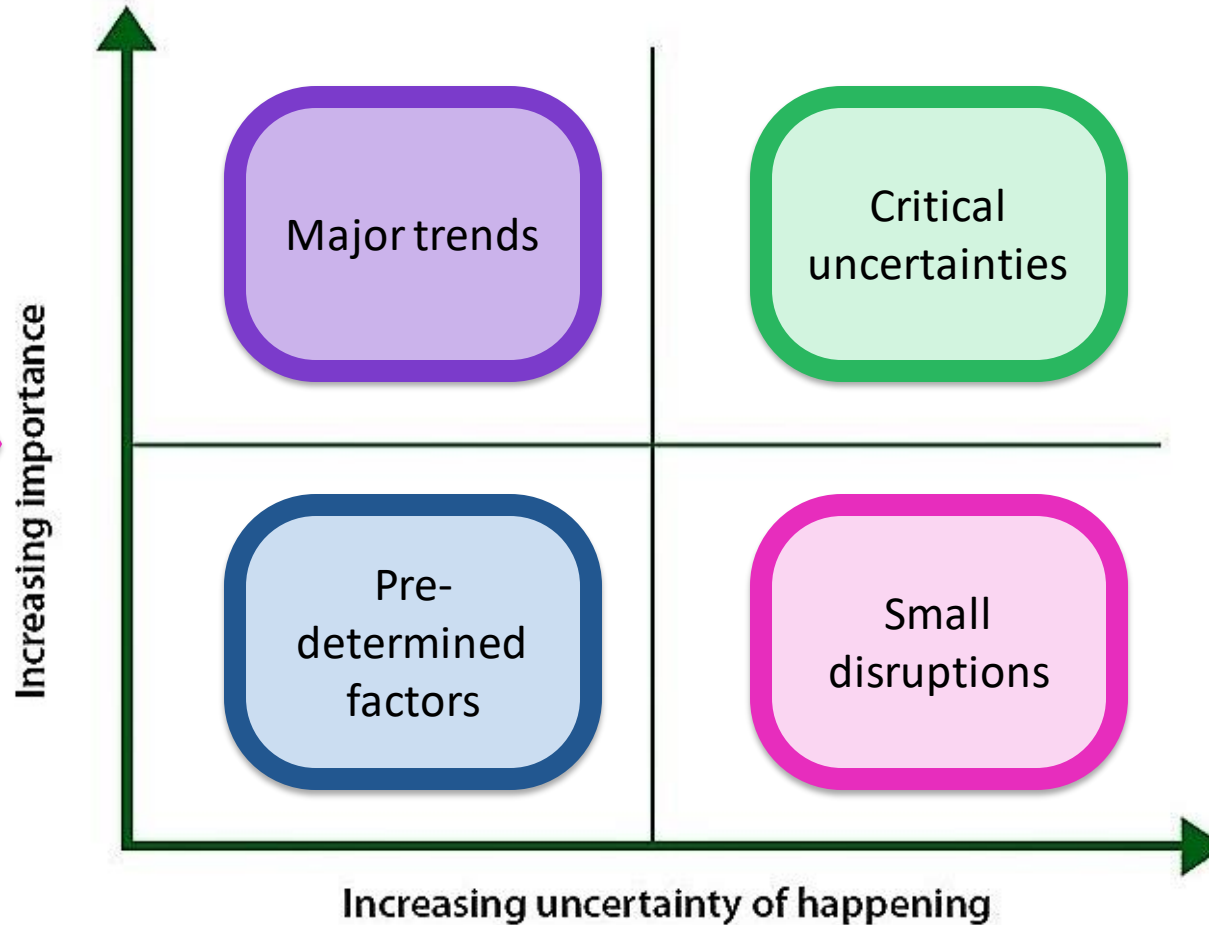 Increasing importance
Major trends
Critical
uncertainties
Pre-
determined
factors
Small
disruptions
Increasing uncertainty of happening